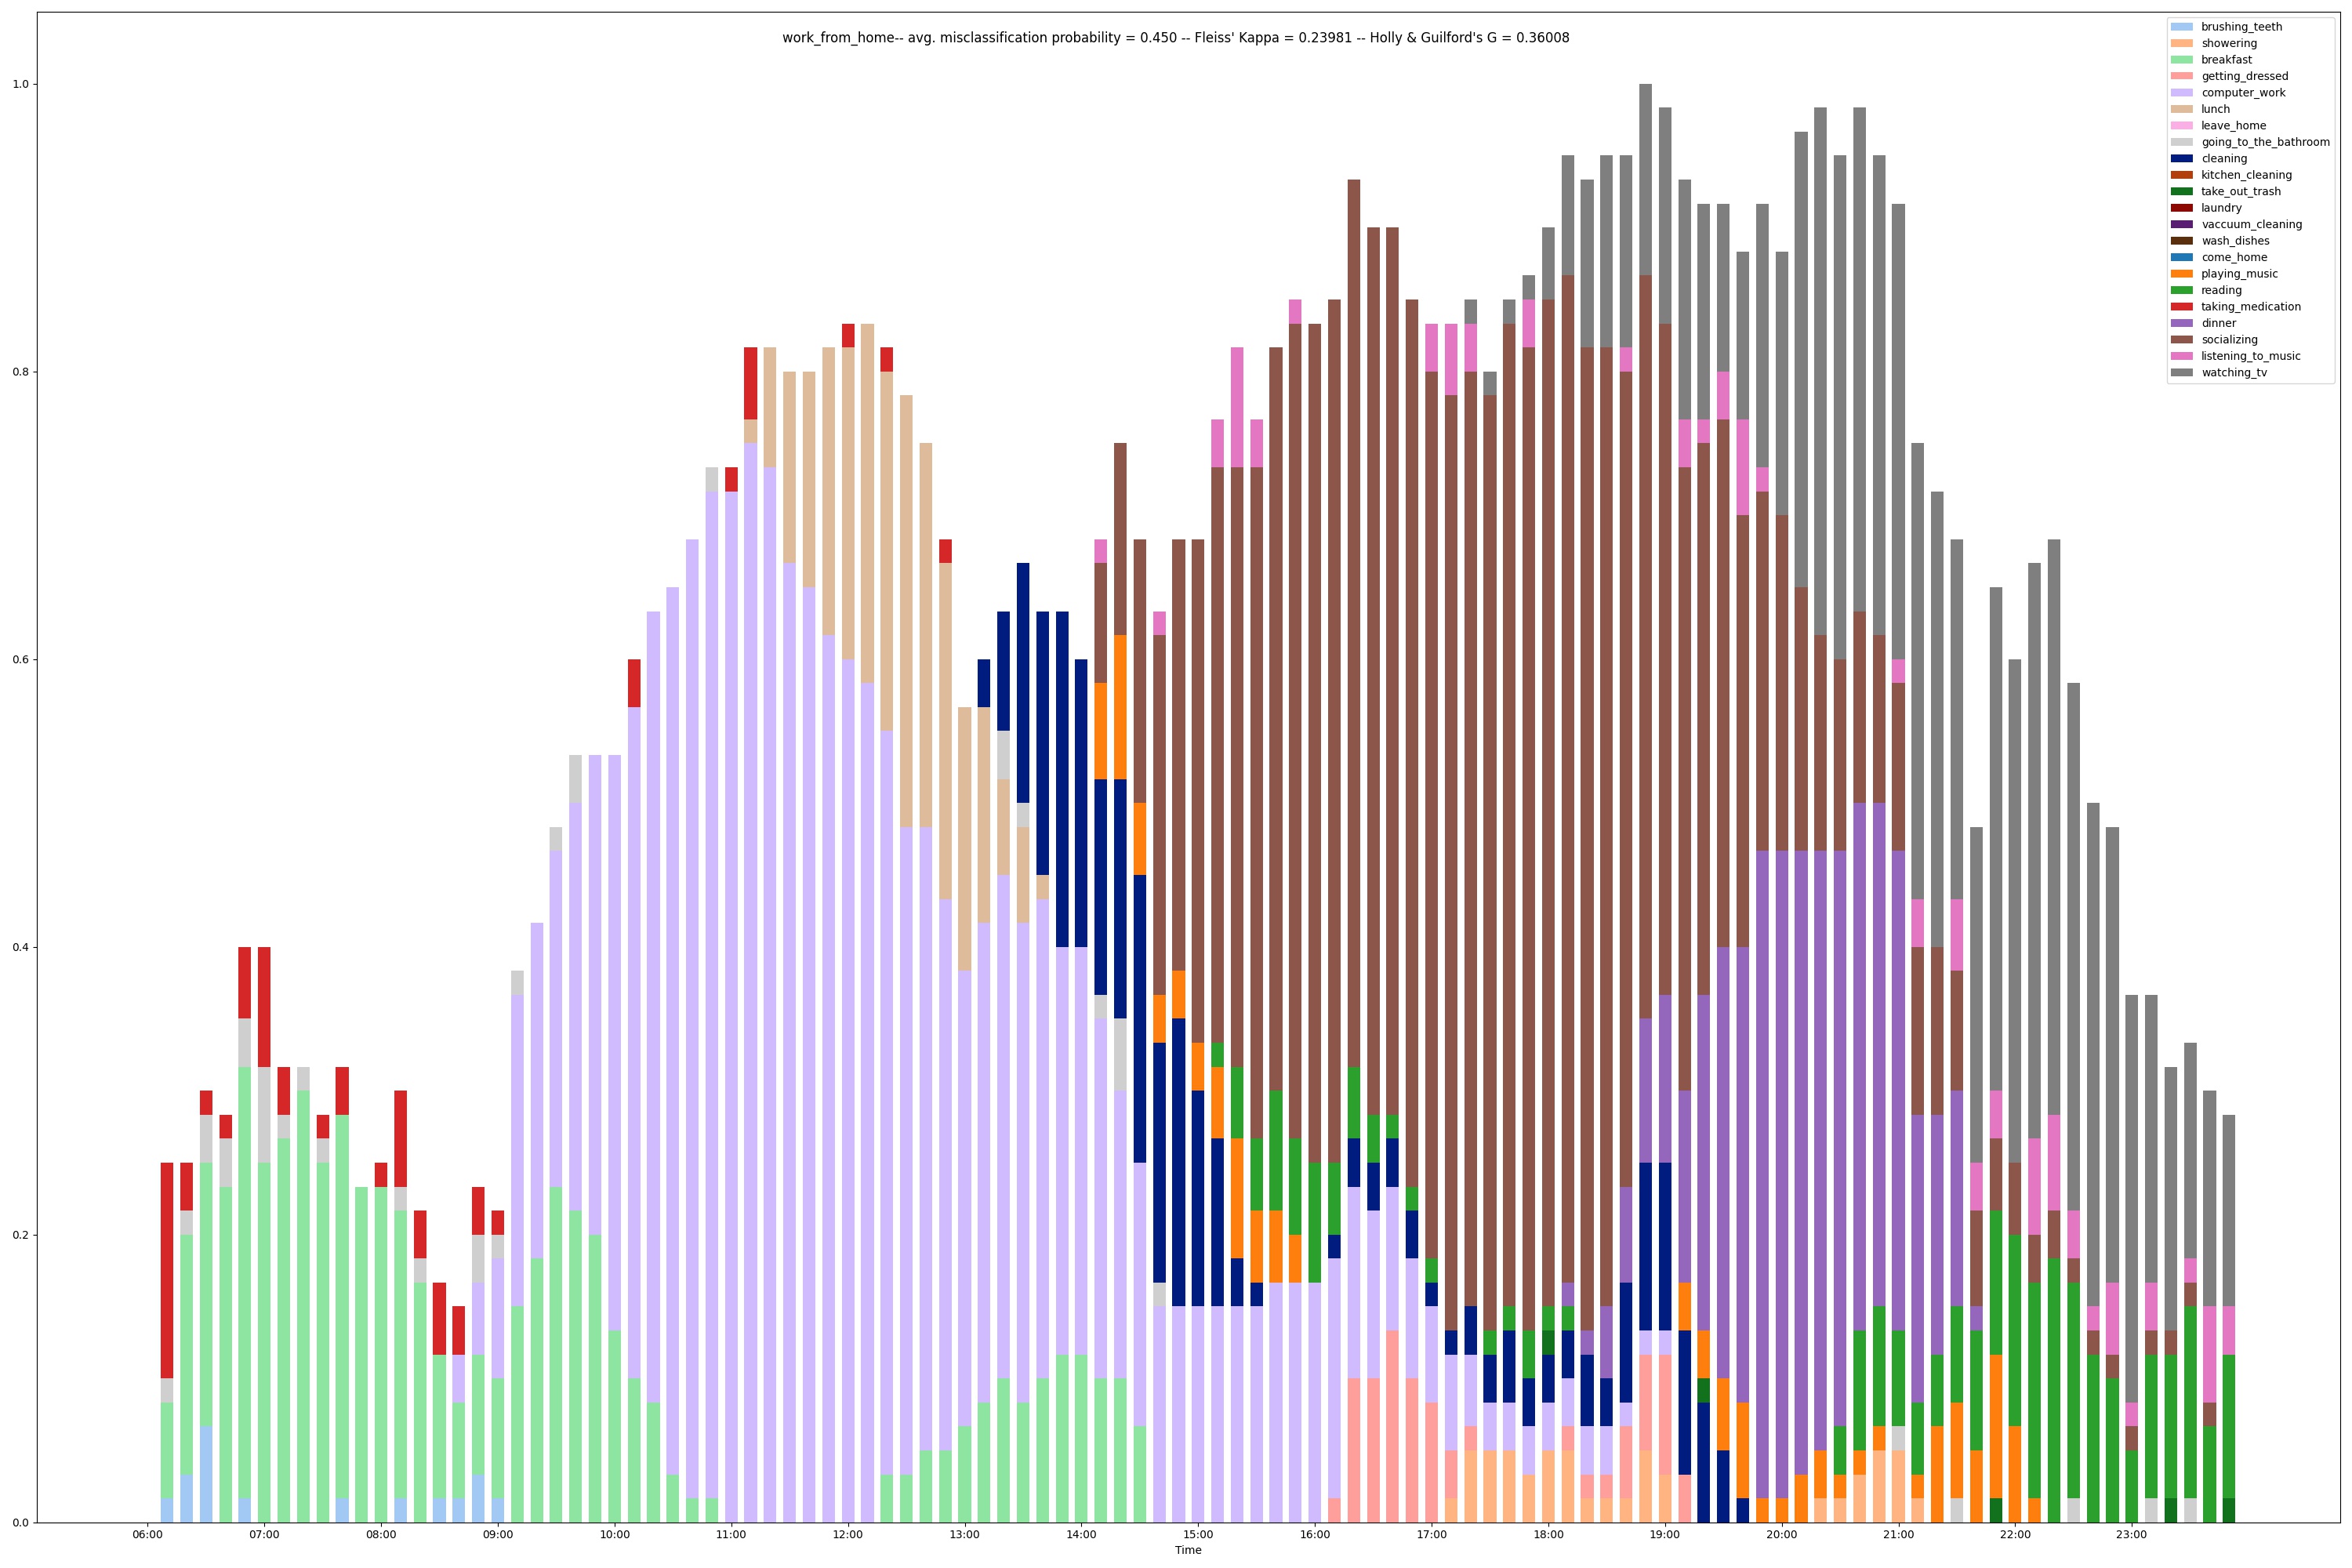 work_from_home-- avg. misclassification probability = 0.450 -- Fleiss' Kappa = 0.23981 -- Holly & Guilford's G = 0.36008
brushing_teeth
showering
breakfast
getting_dressed
computer_work
lunch
leave_home
going_to_the_bathroom
cleaning
kitchen_cleaning
take_out_trash
laundry
vaccuum_cleaning
wash_dishes
come_home
playing_music
reading
taking_medication
dinner
socializing
listening_to_music
watching_tv
1.0
0.8
0.6
0.4
0.2
0.0
06:00 07:00 08:00 09:00 10:00 11:00 12:00 13:00 14:00 15:00 16:00 17:00 18:00 19:00 20:00 21:00 22:00 23:00
Time